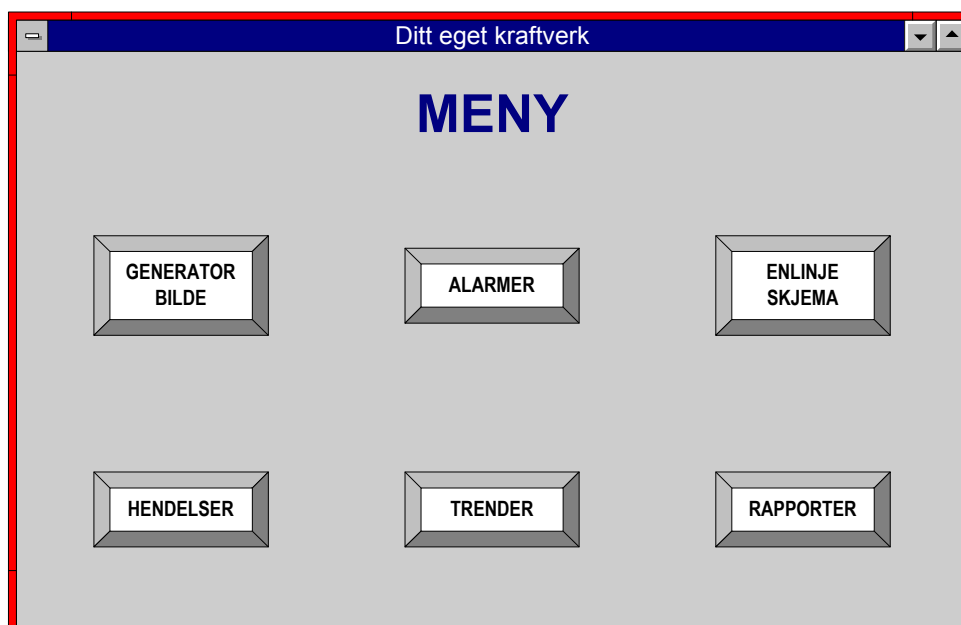 Ditt eget kraftverk
MENY
GENERATOR
BILDE
ALARMER
ENLINJE
SKJEMA
HENDELSER
TRENDER
RAPPORTER